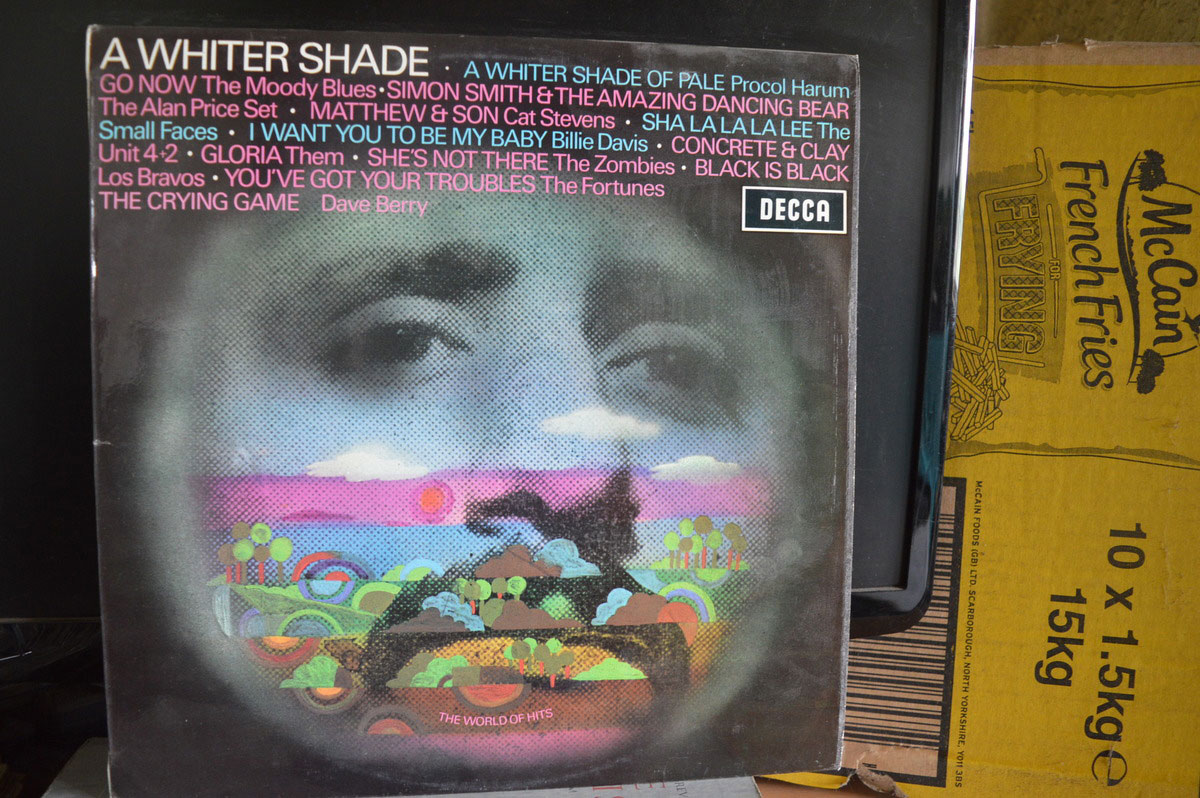 A WHITER SHADE · A WHITER SHADE OF PALE Procol Harum
GO NOW The Moody Blues · SIMON SMITH & THE AMAZING DANCING BEAR
The Alan Price Set · MATTHEW & SON Cat Stevens · SHA LA LA LA LEE The
Small Faces · I WANT YOU TO BE MY BABY Billie Davis · CONCRETE & CLAY
Unit 4+2 · GLORIA Them · SHE'S NOT THERE The Zombies · BLACK IS BLACK
Los Bravos · YOU'VE GOT YOUR TROUBLES The Fortunes
THE CRYING GAME Dave Berry
DECCA
THE WORLD OF HITS
McCain
French Fries
FOR
FRYING
10 x 1.5kg e
15kg
McCAIN FOODS (GB) LTD. SCARBOROUGH, NORTH YORKSHIRE, YO11 3BS